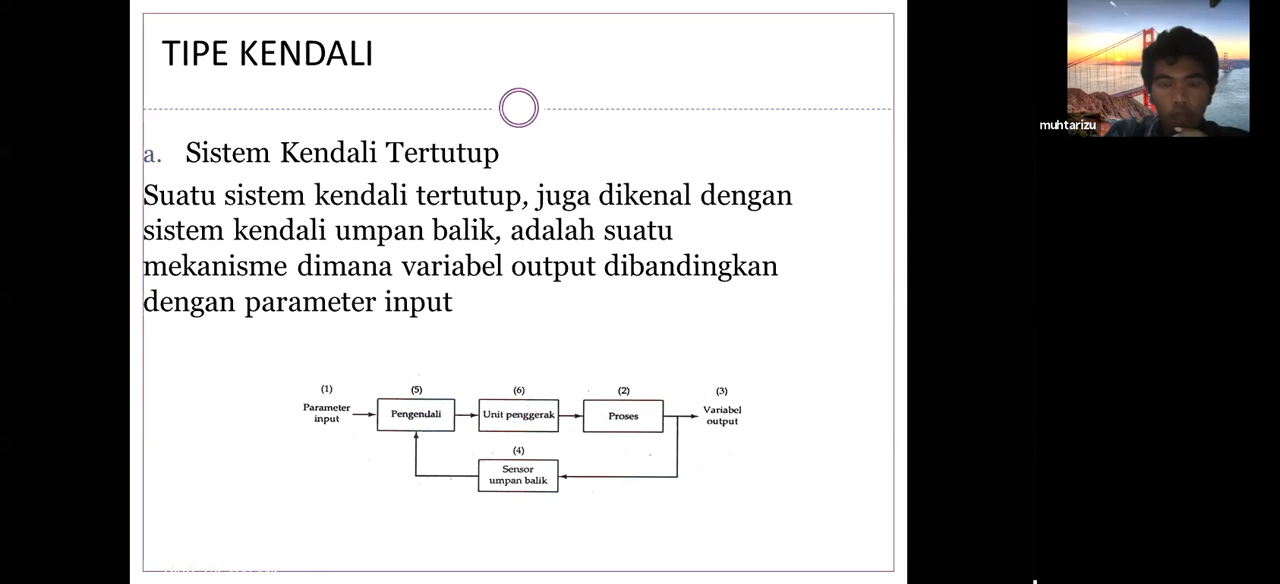 TIPE KENDALI
muhtarizu
a. Sistem Kendali Tertutup
Suatu sistem kendali tertutup, juga dikenal dengan
sistem kendali umpan balik, adalah suatu
mekanisme dimana variabel output dibandingkan
dengan parameter input
(1)
Parameter
input
(5)
Pengendali
(6)
Unit penggerak
(2)
Proses
(3)
Variabel
output
(4)
Sensor
umpan balik